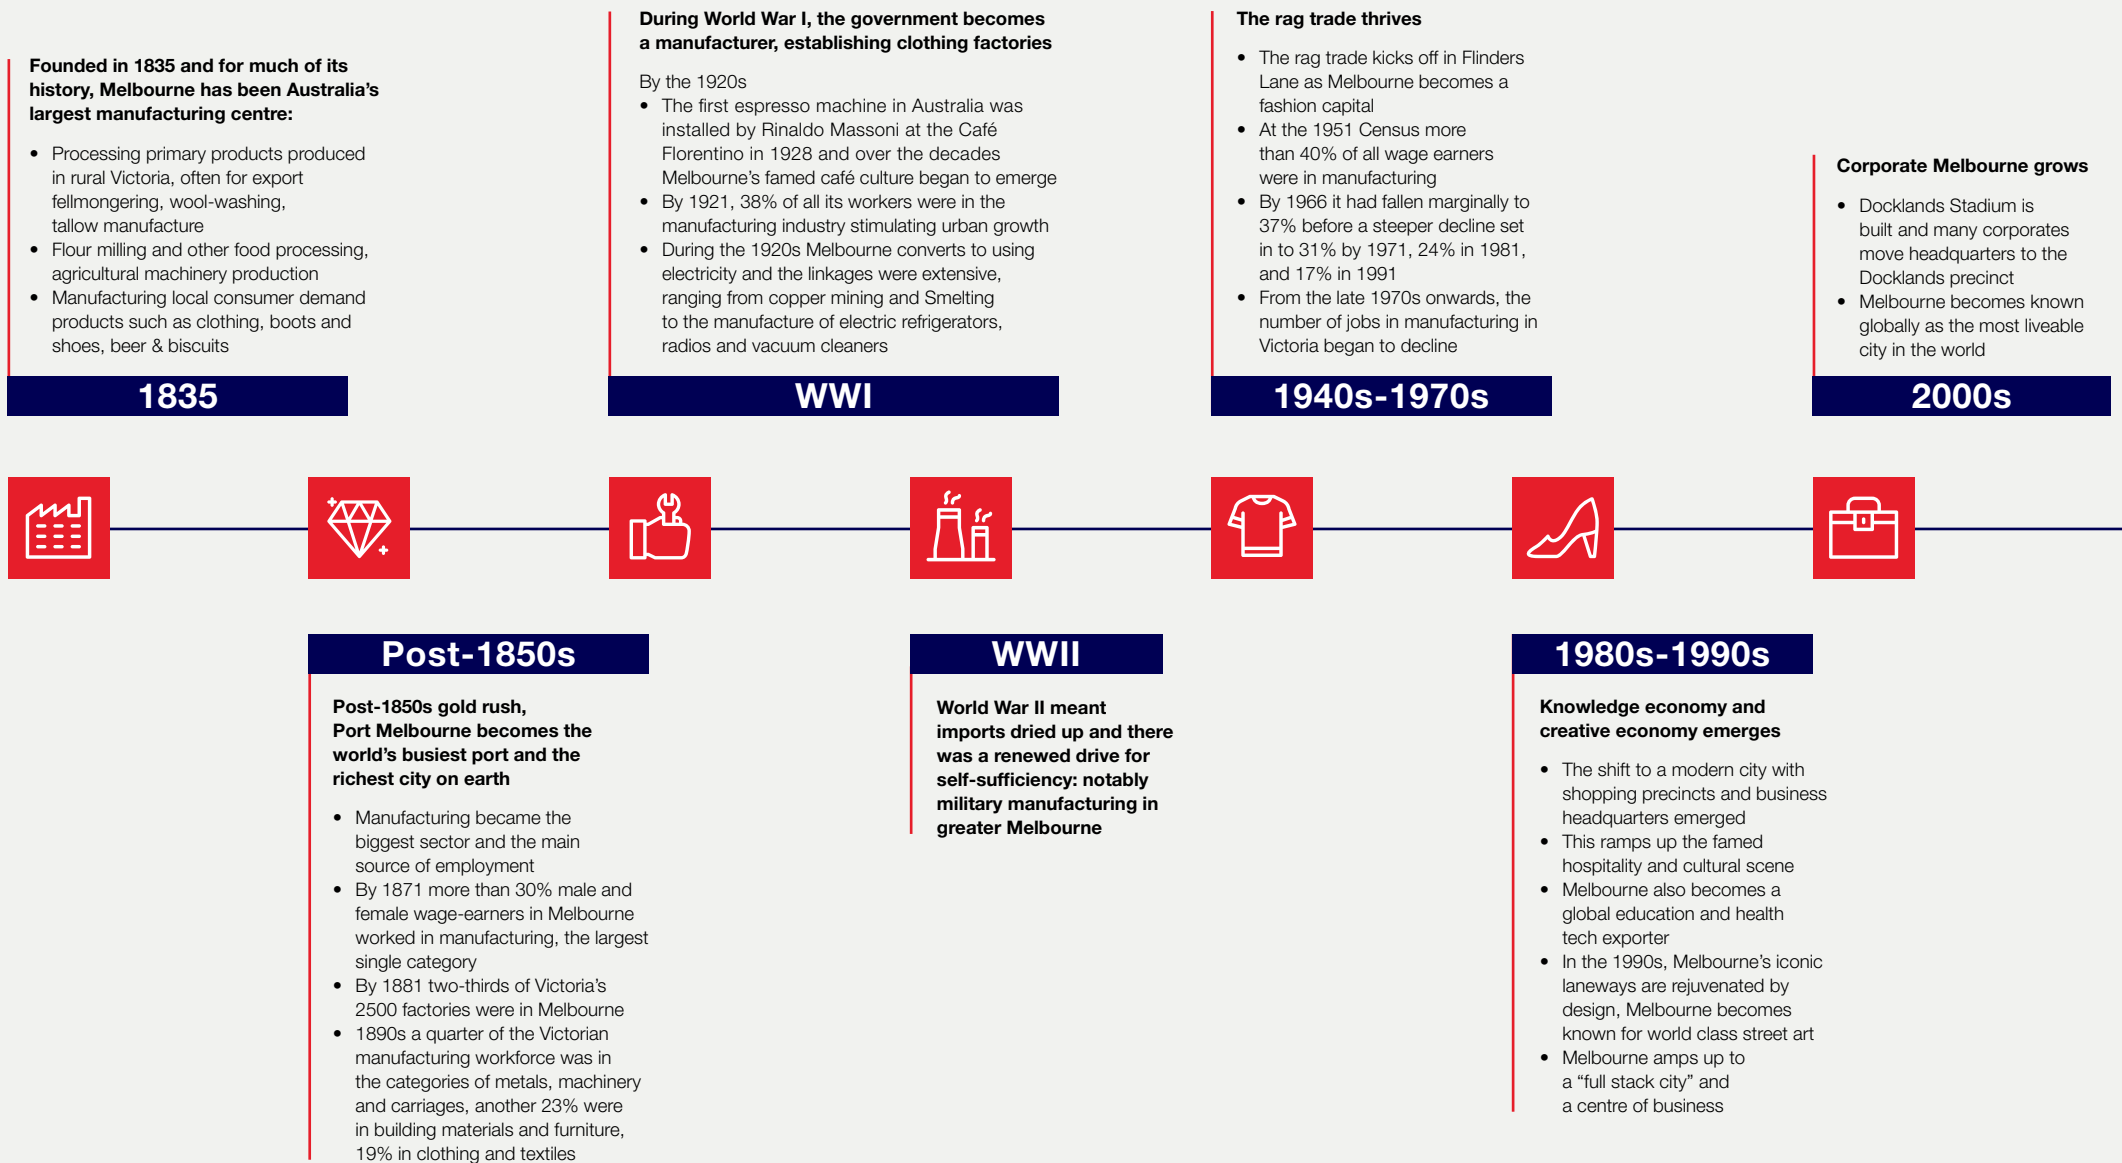 Founded in 1835 and for much of its
history, Melbourne has been Australia's
largest manufacturing centre:
• Processing primary products produced
in rural Victoria, often for export
fellmongering, wool-washing,
tallow manufacture
• Flour milling and other food processing,
agricultural machinery production
• Manufacturing local consumer demand
products such as clothing, boots and
shoes, beer & biscuits
1835
Post-1850s
Post-1850s gold rush,
Port Melbourne becomes the
world's busiest port and the
richest city on earth
• Manufacturing became the
biggest sector and the main
source of employment
• By 1871 more than 30% male and
female wage-earners in Melbourne
worked in manufacturing, the largest
single category
• By 1881 two-thirds of Victoria's
2500 factories were in Melbourne
• 1890s a quarter of the Victorian
manufacturing workforce was in
the categories of metals, machinery
and carriages, another 23% were
in building materials and furniture,
19% in clothing and textiles
During World War I, the government becomes
a manufacturer, establishing clothing factories
By the 1920s
• The first espresso machine in Australia was
installed by Rinaldo Massoni at the Café
Florentino in 1928 and over the decades
Melbourne's famed café culture began to emerge
• By 1921, 38% of all its workers were in the
manufacturing industry stimulating urban growth
• During the 1920s Melbourne converts to using
electricity and the linkages were extensive,
ranging from copper mining and Smelting
to the manufacture of electric refrigerators,
radios and vacuum cleaners
WWI
WWII
World War II meant
imports dried up and there
was a renewed drive for
self-sufficiency: notably
military manufacturing in
greater Melbourne
The rag trade thrives
• The rag trade kicks off in Flinders
Lane as Melbourne becomes a
fashion capital
• At the 1951 Census more
than 40% of all wage earners
were in manufacturing
• By 1966 it had fallen marginally to
37% before a steeper decline set
in to 31% by 1971, 24% in 1981,
and 17% in 1991
• From the late 1970s onwards, the
number of jobs in manufacturing in
Victoria began to decline
1940s-1970s
1980s-1990s
Knowledge economy and
creative economy emerges
• The shift to a modern city with
shopping precincts and business
headquarters emerged
• This ramps up the famed
hospitality and cultural scene
• Melbourne also becomes a
global education and health
tech exporter
• In the 1990s, Melbourne's iconic
laneways are rejuvenated by
design, Melbourne becomes
known for world class street art
• Melbourne amps up to
a “full stack city” and
a centre of business
Corporate Melbourne grows
• Docklands Stadium is
built and many corporates
move headquarters to the
Docklands precinct
• Melbourne becomes known
globally as the most liveable
city in the world
2000s